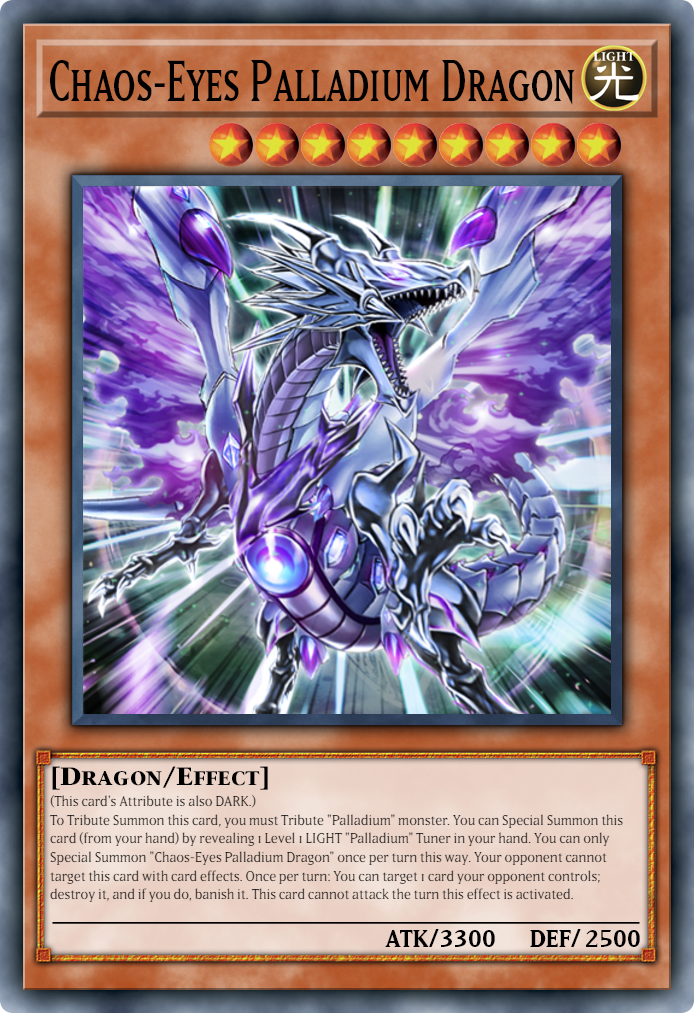 Chaos-Eyes Palladium Dragon
LIGHT
光
[Dragon/Effect]
(This card's Attribute is also DARK.)
To Tribute Summon this card, you must Tribute "Palladium" monster. You can Special Summon this
card (from your hand) by revealing 1 Level 1 LIGHT "Palladium" Tuner in your hand. You can only
Special Summon "Chaos-Eyes Palladium Dragon" once per turn this way. Your opponent cannot
target this card with card effects. Once per turn: You can target 1 card your opponent controls;
destroy it, and if you do, banish it. This card cannot attack the turn this effect is activated.
ATK/3300 DEF/ 2500